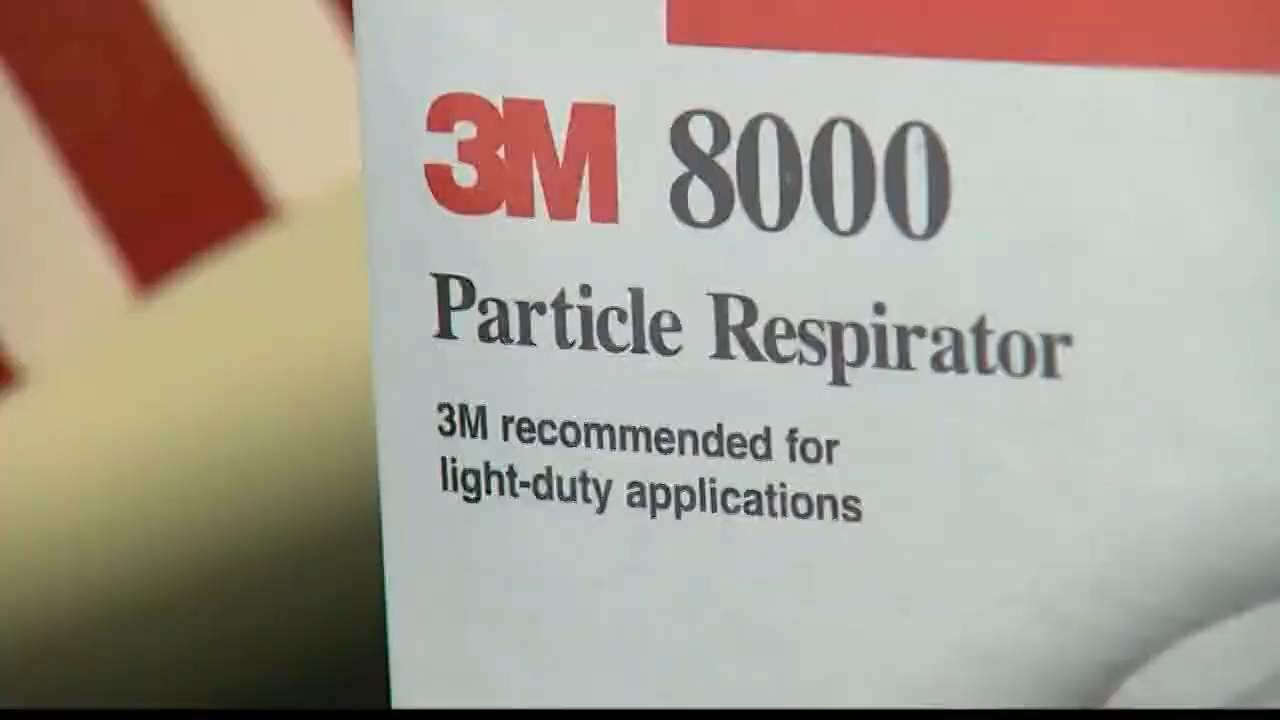 3M 8000
Particle Respirator
3M recommended for
light-duty applications